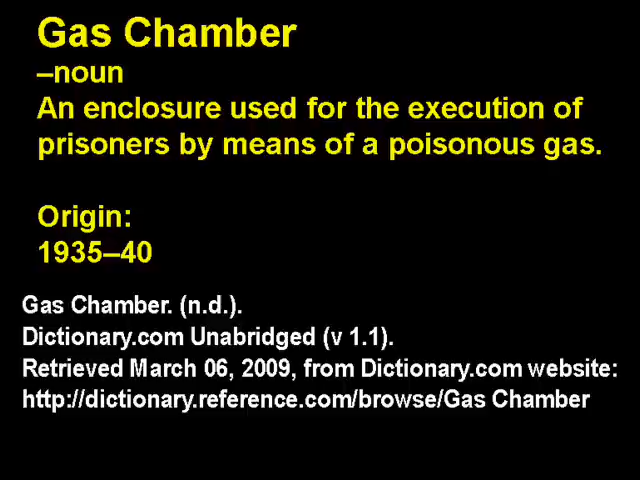 Gas Chamber
–noun
An enclosure used for the execution of
prisoners by means of a poisonous gas.
Origin:
1935–40
Gas Chamber. (n.d.).
Dictionary.com Unabridged (v 1.1).
Retrieved March 06, 2009, from Dictionary.com website:
http://dictionary.reference.com/browse/Gas Chamber